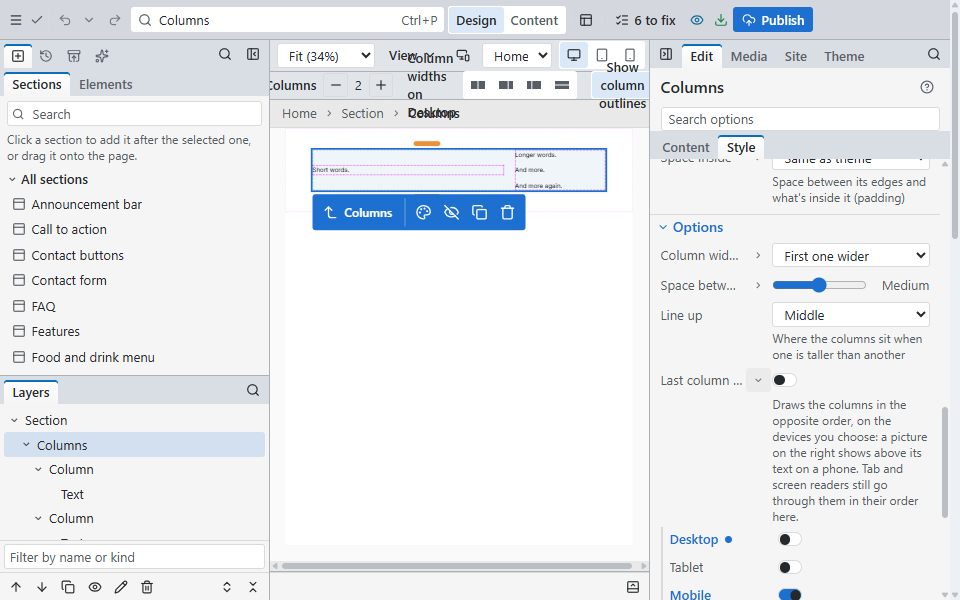 Columns
Ctrl+P
Design
Content
6 to fix
Publish
Sections
Elements
Search
Click a section to add it after the selected one,
or drag it onto the page.
All sections
Announcement bar
Call to action
Contact buttons
Contact form
FAQ
Features
Food and drink menu
Layers
Section
Columns
Column
Text
Column
Filter by name or kind
Fit (34%)
View
Home
Columns
2
Column
widths
on
Desktop
Show
column
outlines
Home
Section
Columns
Short words.
Longer words.
And more.
And more again.
Columns
Edit
Media
Site
Theme
Columns
Search options
Content
Style
Space inside
Same as theme
Space between its edges and
what's inside it (padding)
Options
Column wid...
First one wider
Space betw...
Medium
Line up
Middle
Where the columns sit when
one is taller than another
Last column ...
Draws the columns in the
opposite order, on the
devices you choose: a picture
on the right shows above its
text on a phone. Tab and
screen readers still go
through them in their order
here.
Desktop
Tablet
Mobile